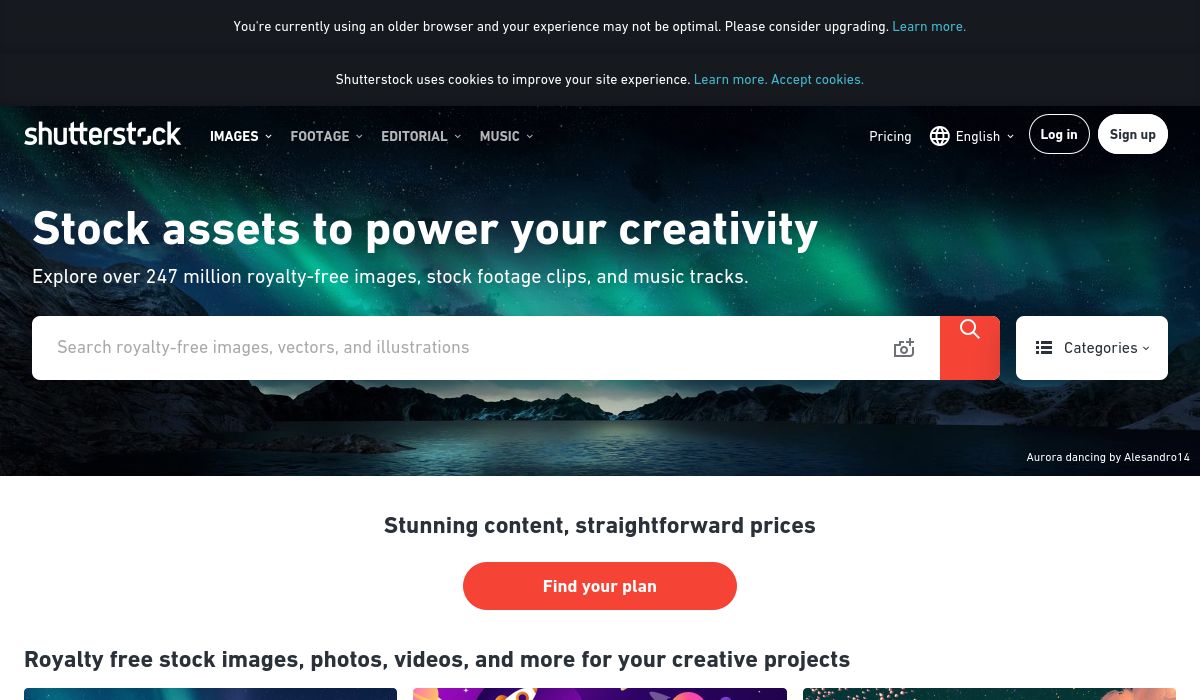 You're currently using an older browser and your experience may not be optimal. Please consider upgrading. Learn more.
Shutterstock uses cookies to improve your site experience. Learn more. Accept cookies.
shutterstock IMAGES FOOTAGE EDITORIAL MUSIC Pricing English Log in Sign up
Stock assets to power your creativity
Explore over 247 million royalty-free images, stock footage clips, and music tracks.
Search royalty-free images, vectors, and illustrations Categories
Aurora dancing by Alesandro14
Stunning content, straightforward prices
Find your plan
Royalty free stock images, photos, videos, and more for your creative projects